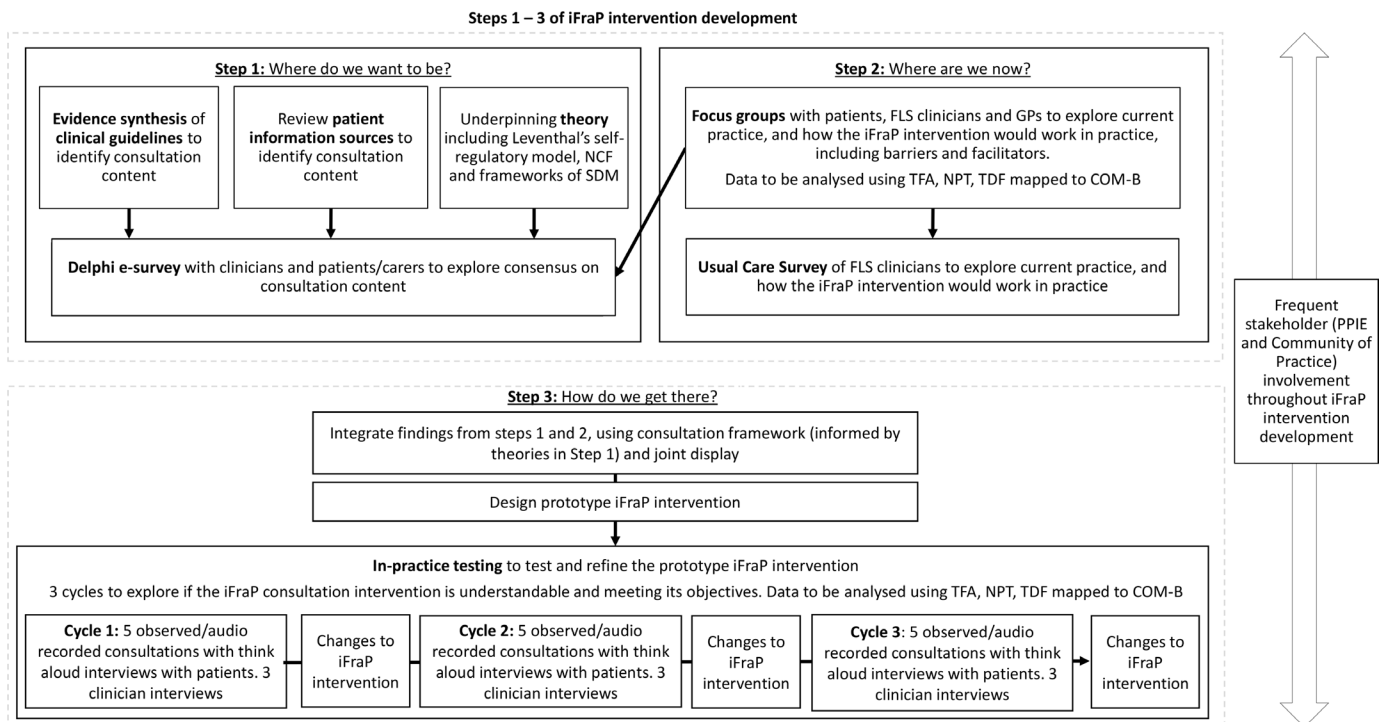 Steps 1 – 3 of iFraP intervention development
Step 1: Where do we want to be?
Evidence synthesis of
clinical guidelines to
identify consultation
content
Review patient
information sources to
identify consultation
content
Underpinning theory
including Leventhal's self-
regulatory model, NCF
and frameworks of SDM
Delphi e-survey with clinicians and patients/carers to explore consensus on
consultation content
Step 2: Where are we now?
Focus groups with patients, FLS clinicians and GPs to explore current
practice, and how the iFraP intervention would work in practice,
including barriers and facilitators.
Data to be analysed using TFA, NPT, TDF mapped to COM-B
Usual Care Survey of FLS clinicians to explore current practice, and
how the iFraP intervention would work in practice
Frequent
stakeholder (PPIE
and Community of
Practice)
involvement
throughout iFraP
intervention
development
Step 3: How do we get there?
Integrate findings from steps 1 and 2, using consultation framework (informed by
theories in Step 1) and joint display
Design prototype iFraP intervention
In-practice testing to test and refine the prototype iFraP intervention
3 cycles to explore if the iFraP consultation intervention is understandable and meeting its objectives. Data to be analysed using TFA, NPT, TDF mapped to COM-B
Cycle 1: 5 observed/audio
recorded consultations with think
aloud interviews with patients. 3
clinician interviews
Changes to
iFraP
intervention
Cycle 2: 5 observed/audio
recorded consultations with think
aloud interviews with patients. 3
clinician interviews
Changes to
iFraP
intervention
Cycle 3: 5 observed/audio
recorded consultations with think
aloud interviews with patients. 3
clinician interviews
Changes to
iFraP
intervention